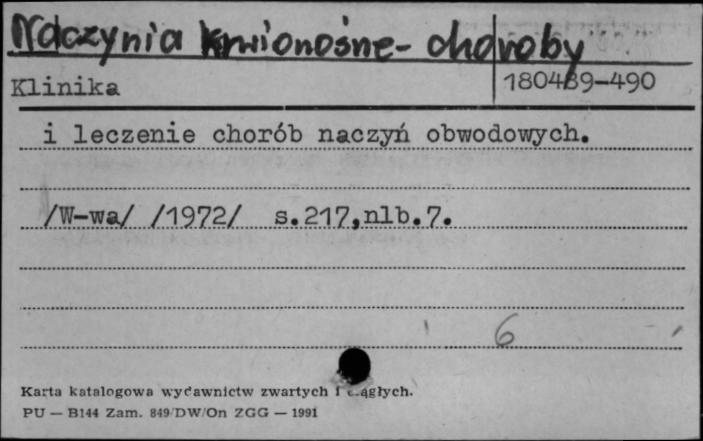 Naczynia krwionośne- choroby
Klinika 180489-490
i leczenie chorób naczyń obwodowych.
/W-wa/ /1972/ s.217,nlb.7.
6
Karta katalogowa wydawnictw zwartych i ciągłych.
PU — B144 Zam. 849/DW/On ZGG — 1991